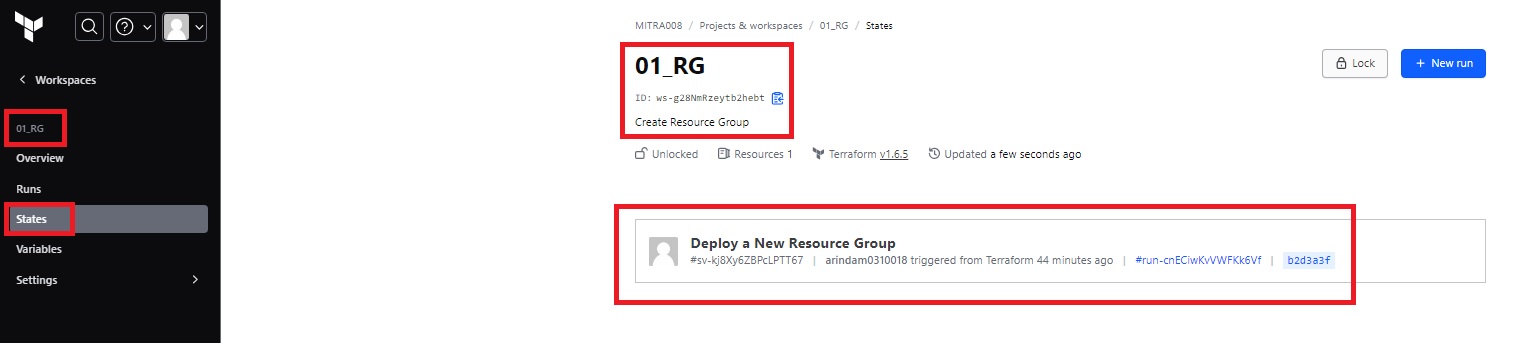 Workspaces
01_RG
Overview
Runs
States
Variables
Settings
MITRA008 / Projects & workspaces / 01_RG / States
01_RG
Lock
+ New run
ID: ws-g28NmRzeytb2hebt
Create Resource Group
Unlocked Resources 1 Terraform v1.6.5 Updated a few seconds ago
Deploy a New Resource Group
#sv-kj8Xy6ZBPcLPTT67 | arindam0310018 triggered from Terraform 44 minutes ago | #run-cnECiwKvVWFKk6Vf | b2d3a3f